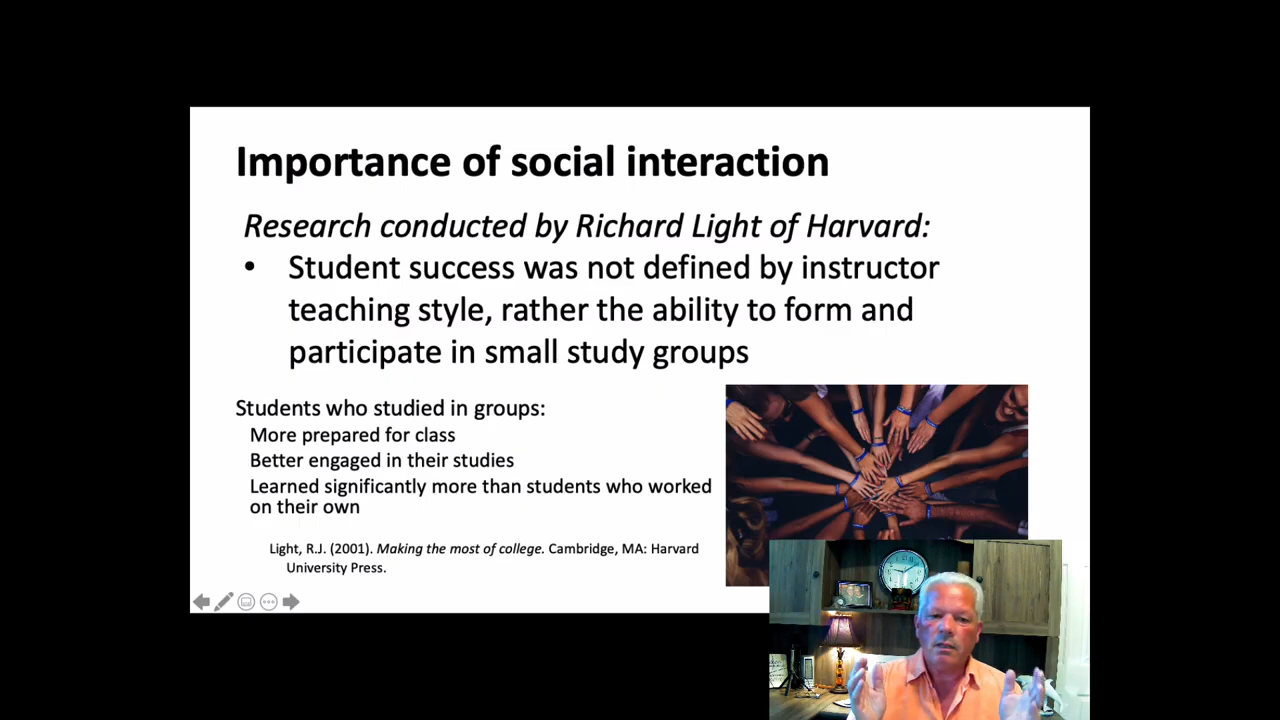 Importance of social interaction
Research conducted by Richard Light of Harvard:
• Student success was not defined by instructor
teaching style, rather the ability to form and
participate in small study groups
Students who studied in groups:
More prepared for class
Better engaged in their studies
Learned significantly more than students who worked
on their own
Light, R.J. (2001). Making the most of college. Cambridge, MA: Harvard
University Press.